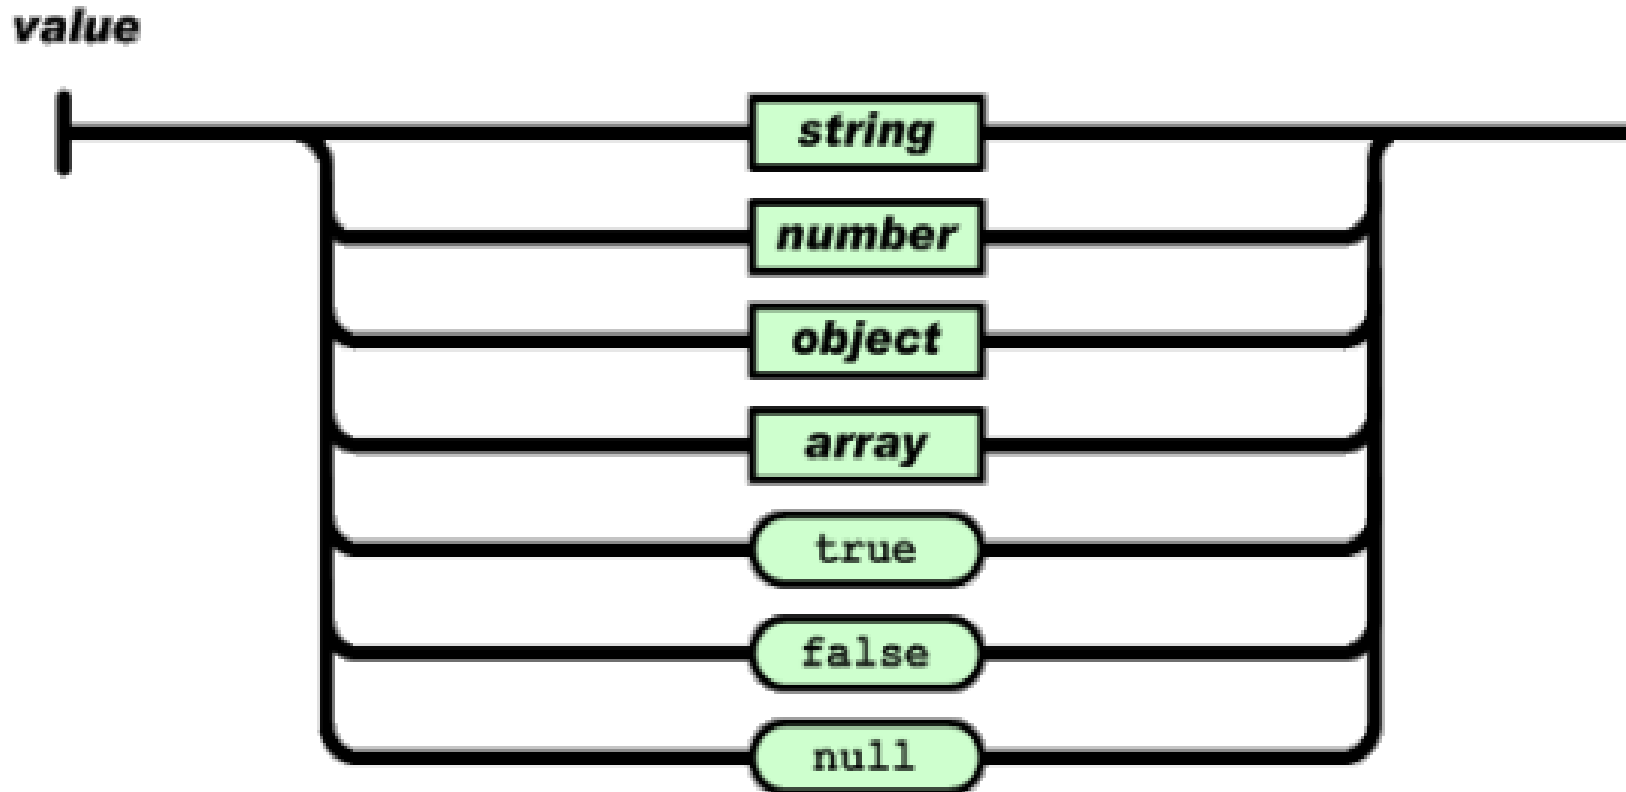 value
string
number
object
array
true
false
null